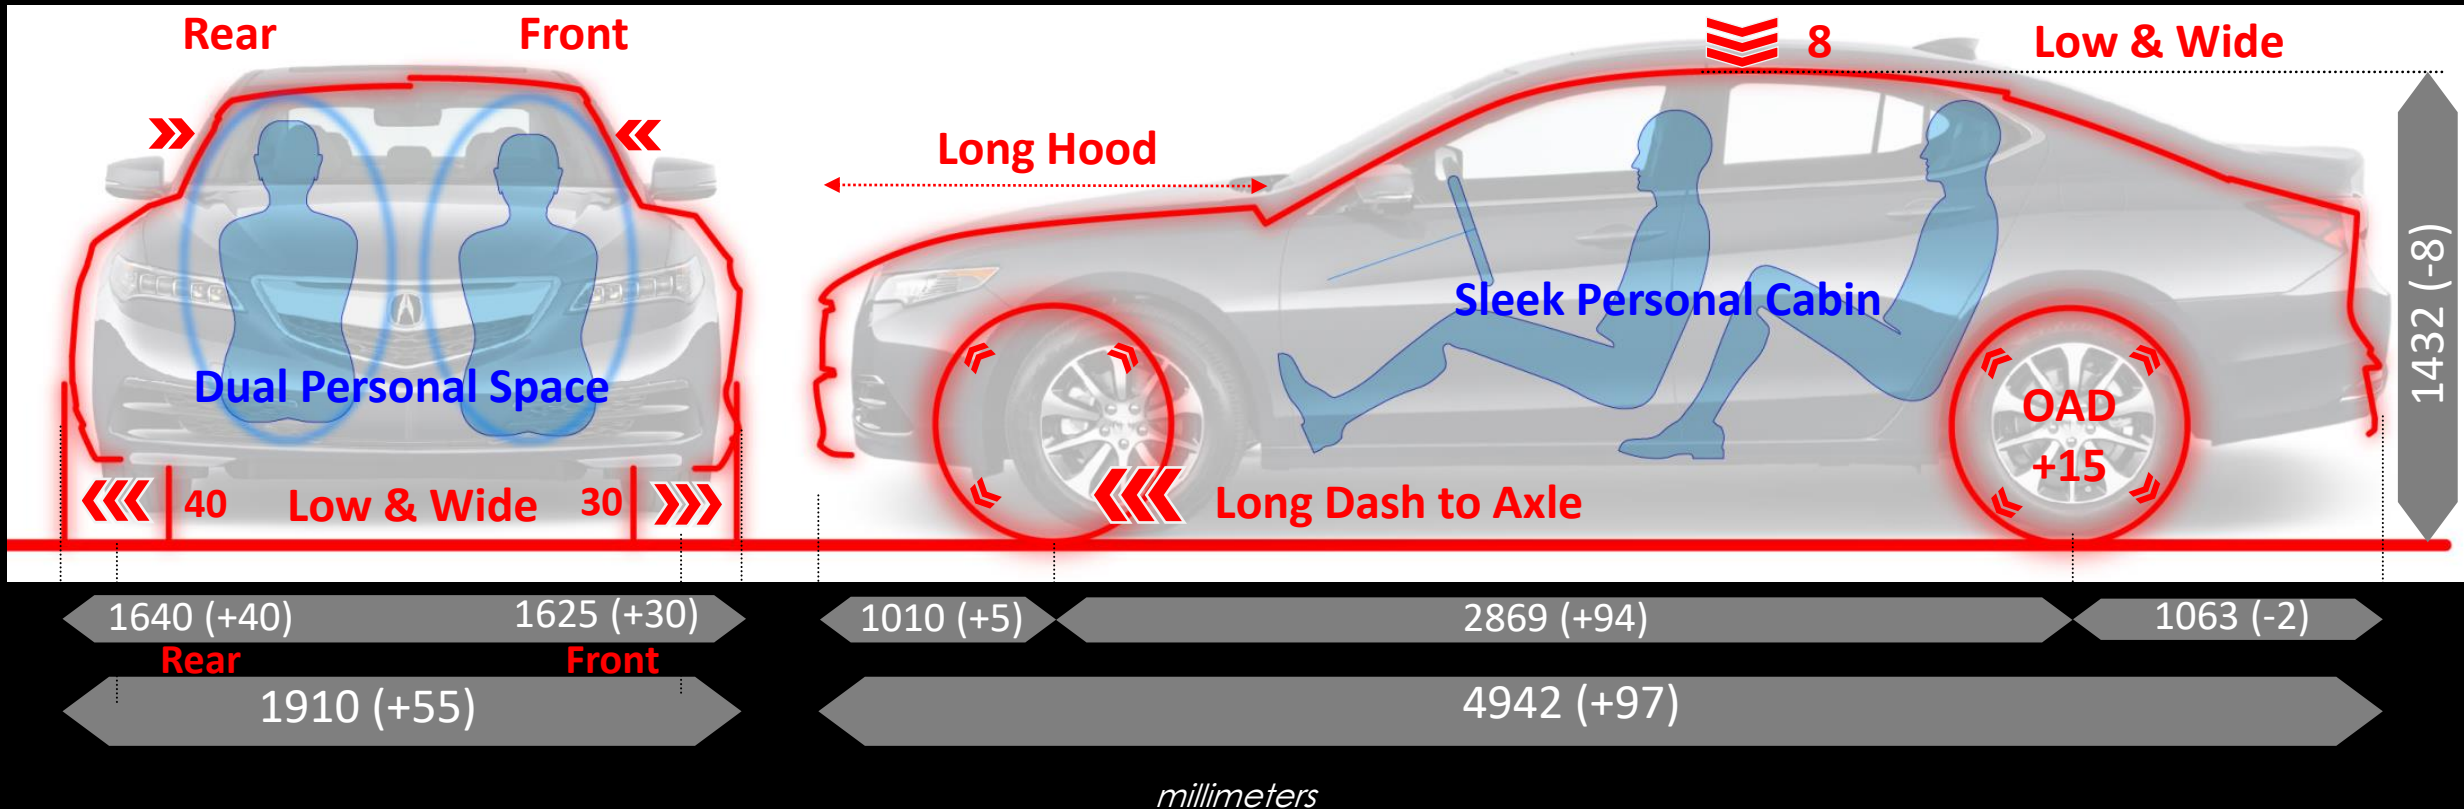 Rear
Front
8
Low & Wide
Long Hood
Sleek Personal Cabin
Dual Personal Space
OAD
+15
40
Low & Wide
30
Long Dash to Axle
1432 (-8)
1640 (+40)
1625 (+30)
1010 (+5)
2869 (+94)
1063 (-2)
Rear
Front
1910 (+55)
4942 (+97)
millimeters